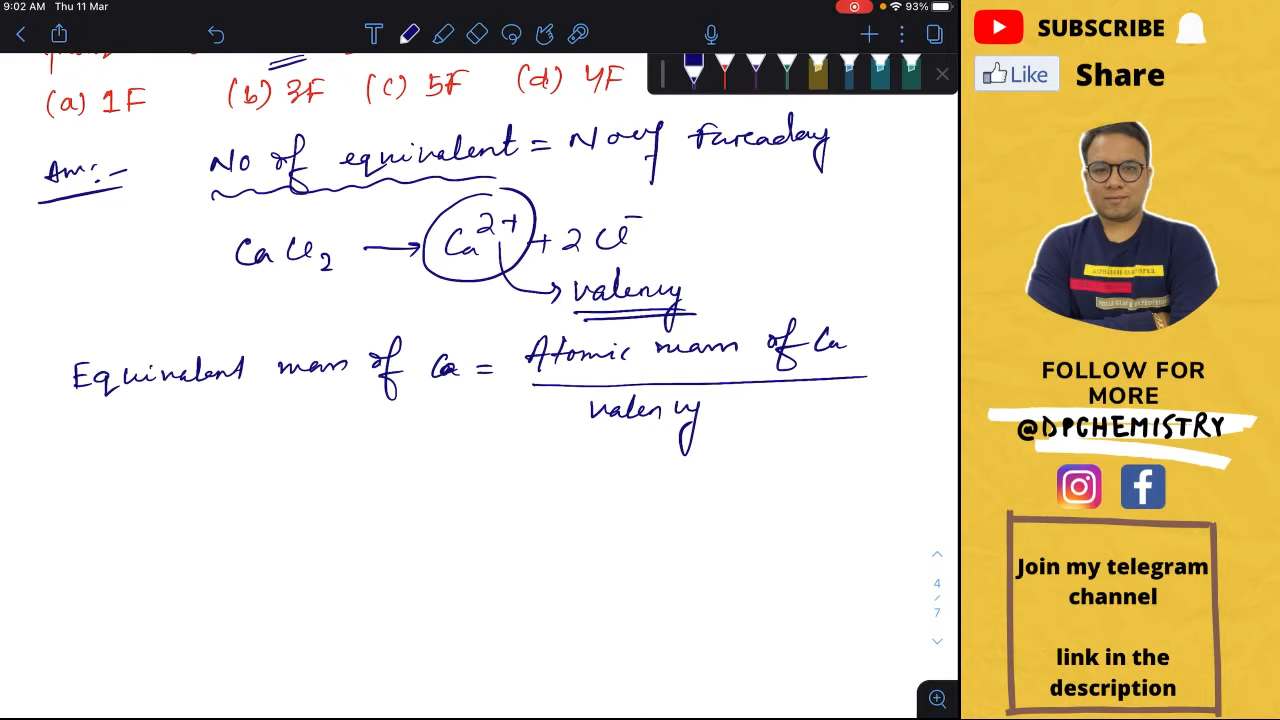 9:02 AM Thu 11 Mar
93%
(a) 1F (b) 3F (c) 5F (d) 4F
Ans:-
No of equivalent = No of Faraday
CaCl2 → Ca2+ + 2Cl-
valency
Equivalent mass of Ca = Atomic mass of Ca
valency
4
/
7
SUBSCRIBE
Like Share
FOLLOW FOR
MORE
@DPCHEMISTRY
Join my telegram
channel
link in the
description